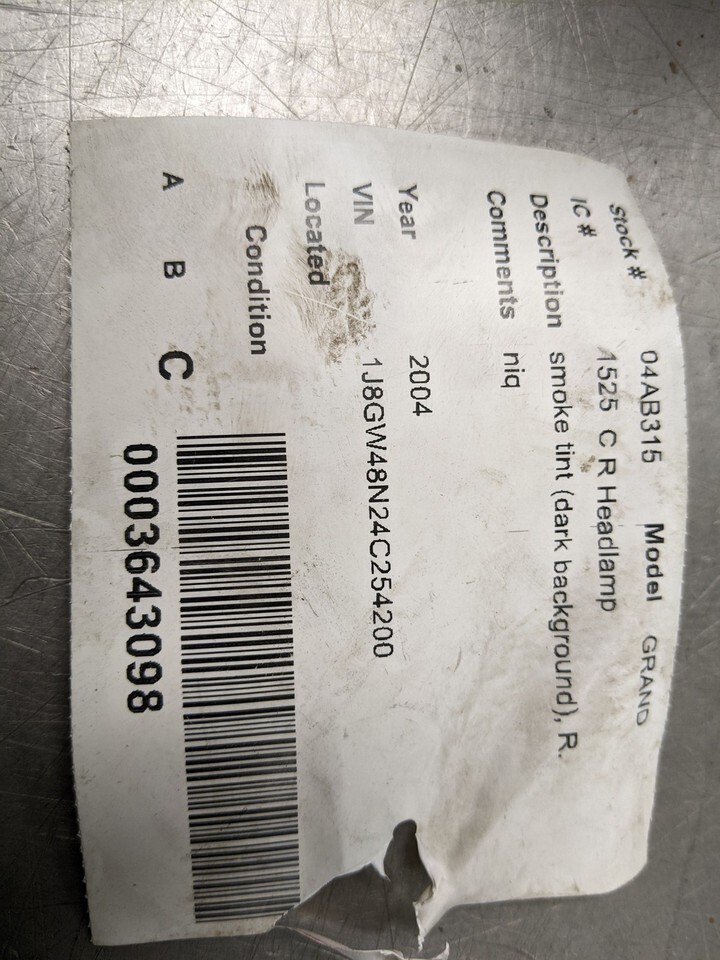 Stock # 04AB315 Model GRAND
IC # 1525 C R Headlamp
Description smoke tint (dark background), R.
Comments niq
Year 2004
VIN 1J8GW48N24C254200
Located
Condition
A B C
0003643098